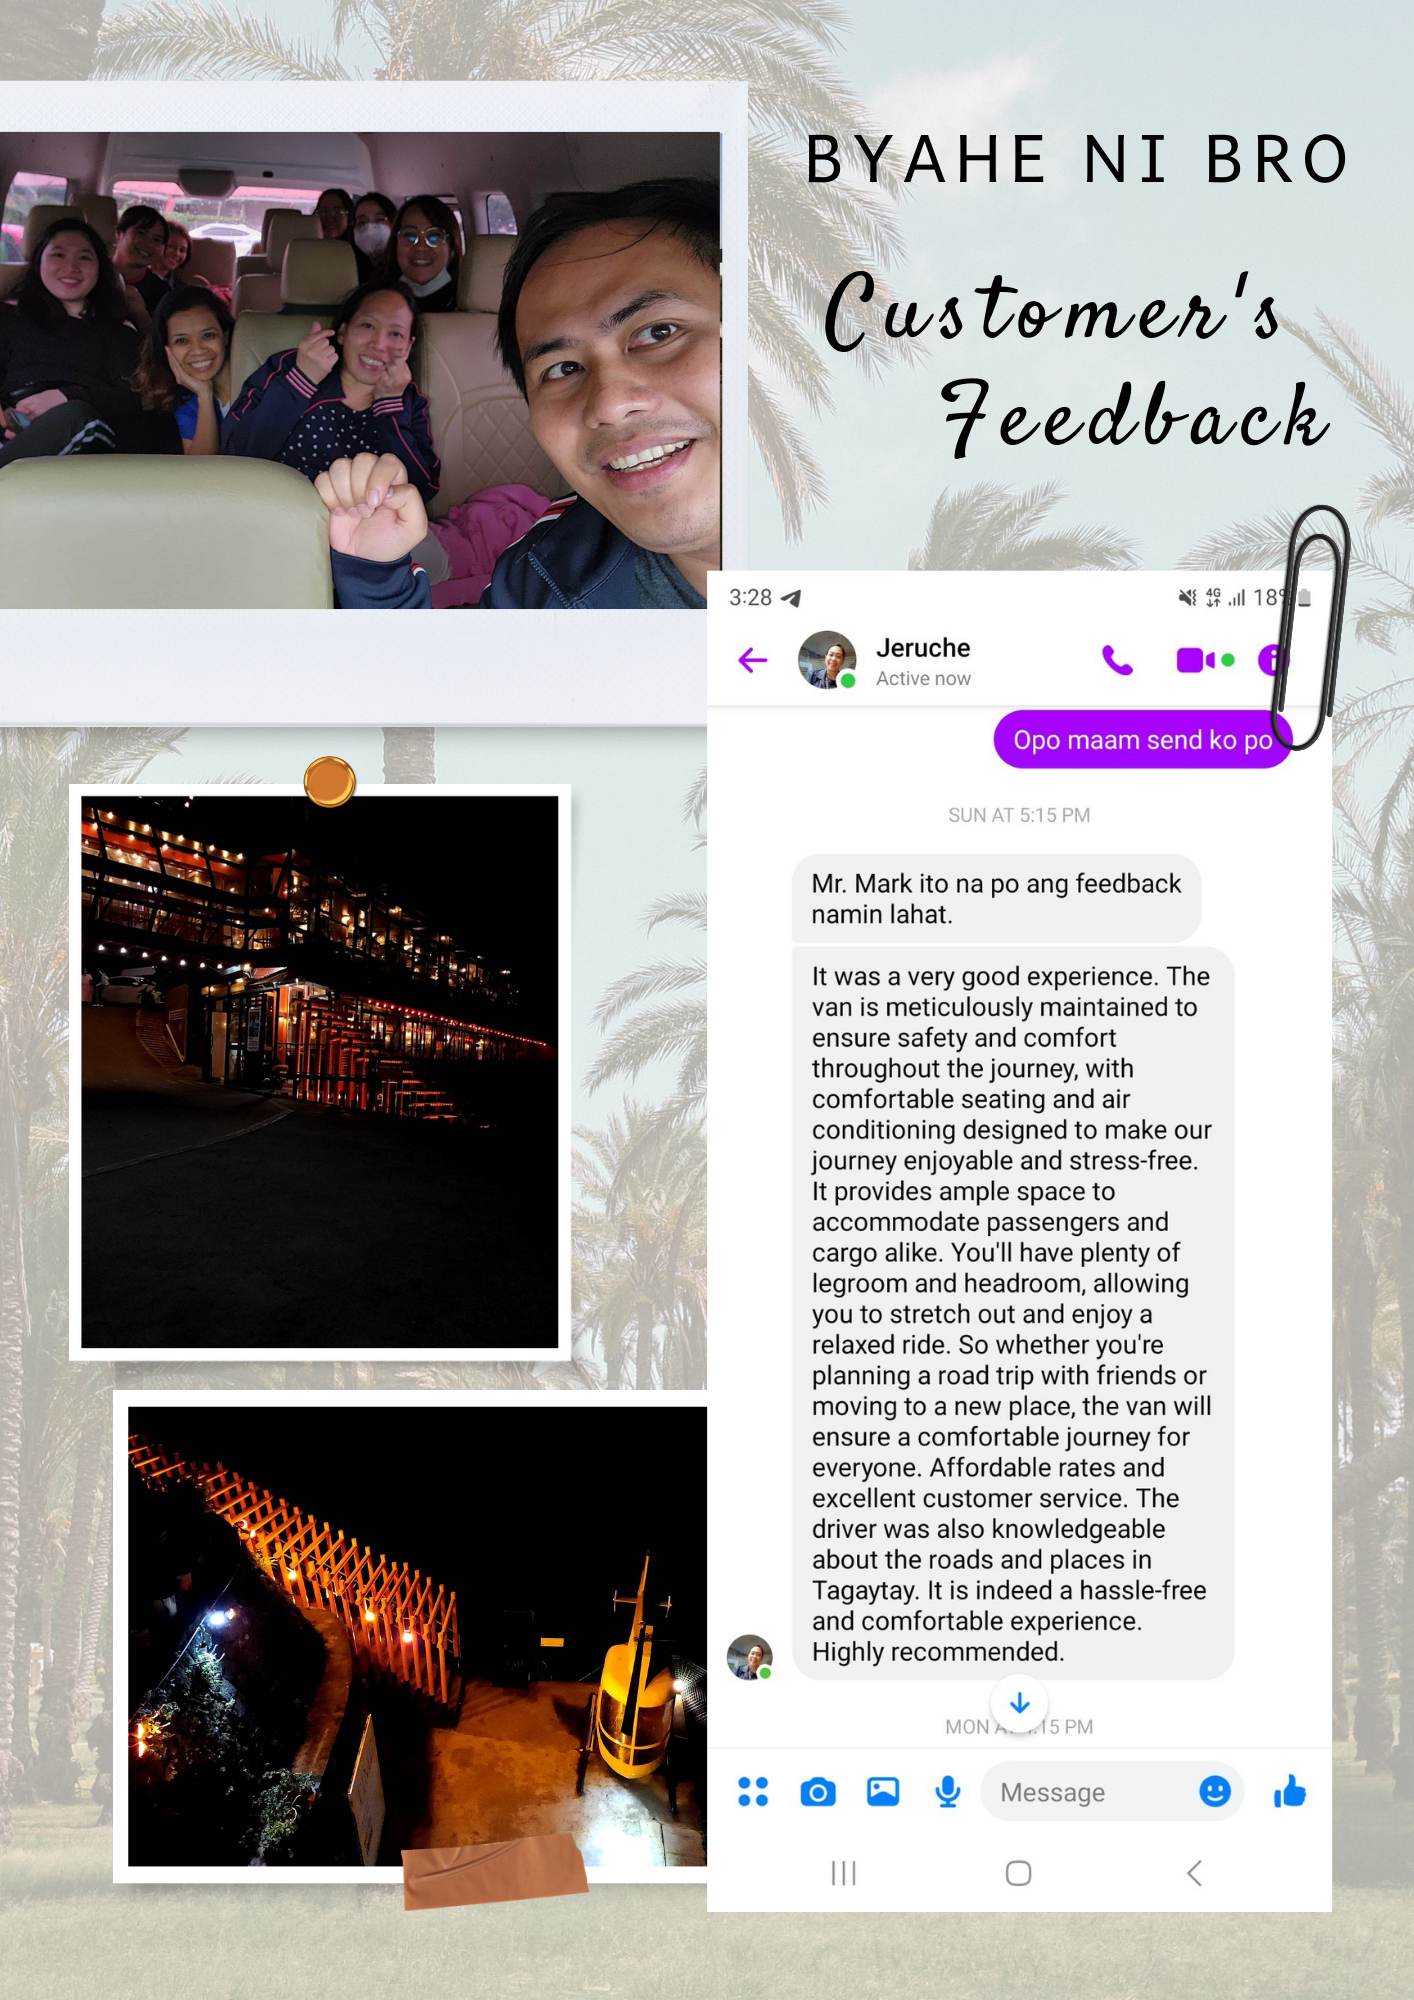 BYAHE NI BRO
Customer's
Feedback
3:28
4G
18%
Jeruche
Active now
Opo maam send ko po
SUN AT 5:15 PM
Mr. Mark ito na po ang feedback
namin lahat.
It was a very good experience. The
van is meticulously maintained to
ensure safety and comfort
throughout the journey, with
comfortable seating and air
conditioning designed to make our
journey enjoyable and stress-free.
It provides ample space to
accommodate passengers and
cargo alike. You'll have plenty of
legroom and headroom, allowing
you to stretch out and enjoy a
relaxed ride. So whether you're
planning a road trip with friends or
moving to a new place, the van will
ensure a comfortable journey for
everyone. Affordable rates and
excellent customer service. The
driver was also knowledgeable
about the roads and places in
Tagaytay. It is indeed a hassle-free
and comfortable experience.
Highly recommended.
MON PM
Message